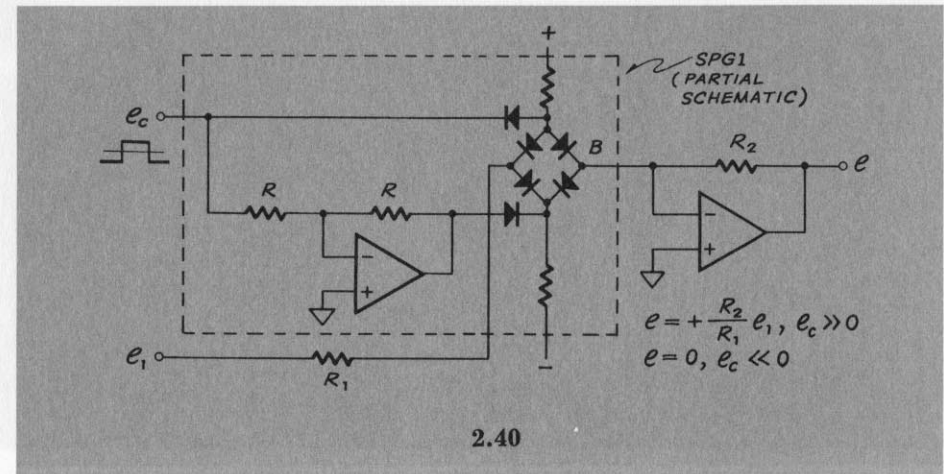 +
SPG1
(PARTIAL
SCHEMATIC)
e_c
B
R_2
e
R
R
−
+
−
+
e = + R_2/R_1 e_1, e_c >> 0
e = 0, e_c << 0
e_1
R_1
−
2.40